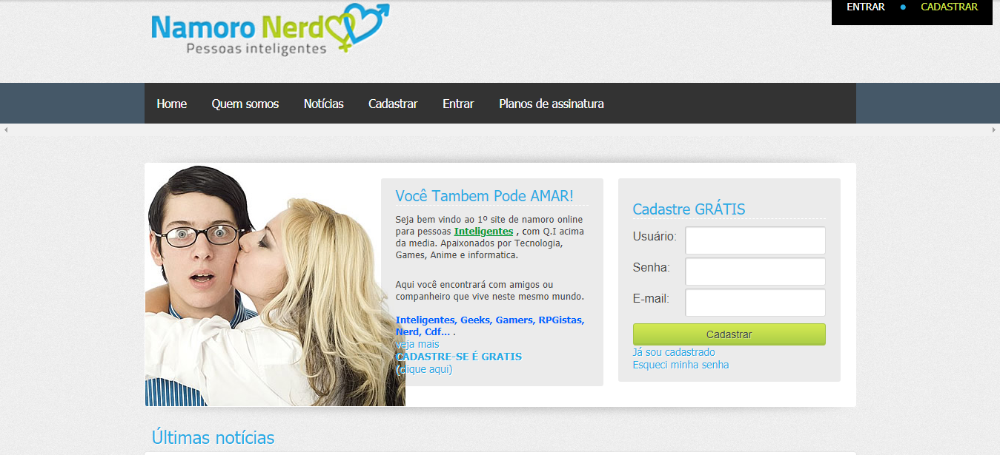 Namoro Nerd
Pessoas inteligentes
ENTRAR • CADASTRAR
Home Quem somos Notícias Cadastrar Entrar Planos de assinatura
Você Tambem Pode AMAR!
Seja bem vindo ao 1º site de namoro online
para pessoas Inteligentes , com Q.I acima
da media. Apaixonados por Tecnologia,
Games, Anime e informatica.
Aqui você encontrará com amigos ou
companheiro que vive neste mesmo mundo.
Inteligentes, Geeks, Gamers, RPGistas,
Nerd, Cdf... .
veja mais
CADASTRE-SE É GRATIS
(clique aqui)
Cadastre GRÁTIS
Usuário:
Senha:
E-mail:
Cadastrar
Já sou cadastrado
Esqueci minha senha
Últimas notícias